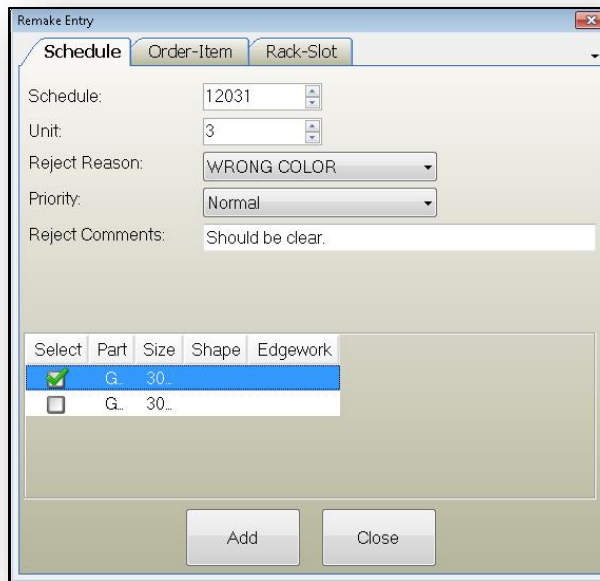 Remake Entry
Schedule Order-Item Rack-Slot
Schedule: 12031
Unit: 3
Reject Reason: WRONG COLOR
Priority: Normal
Reject Comments: Should be clear.
Select Part Size Shape Edgework
G... 30...
G... 30...
Add Close